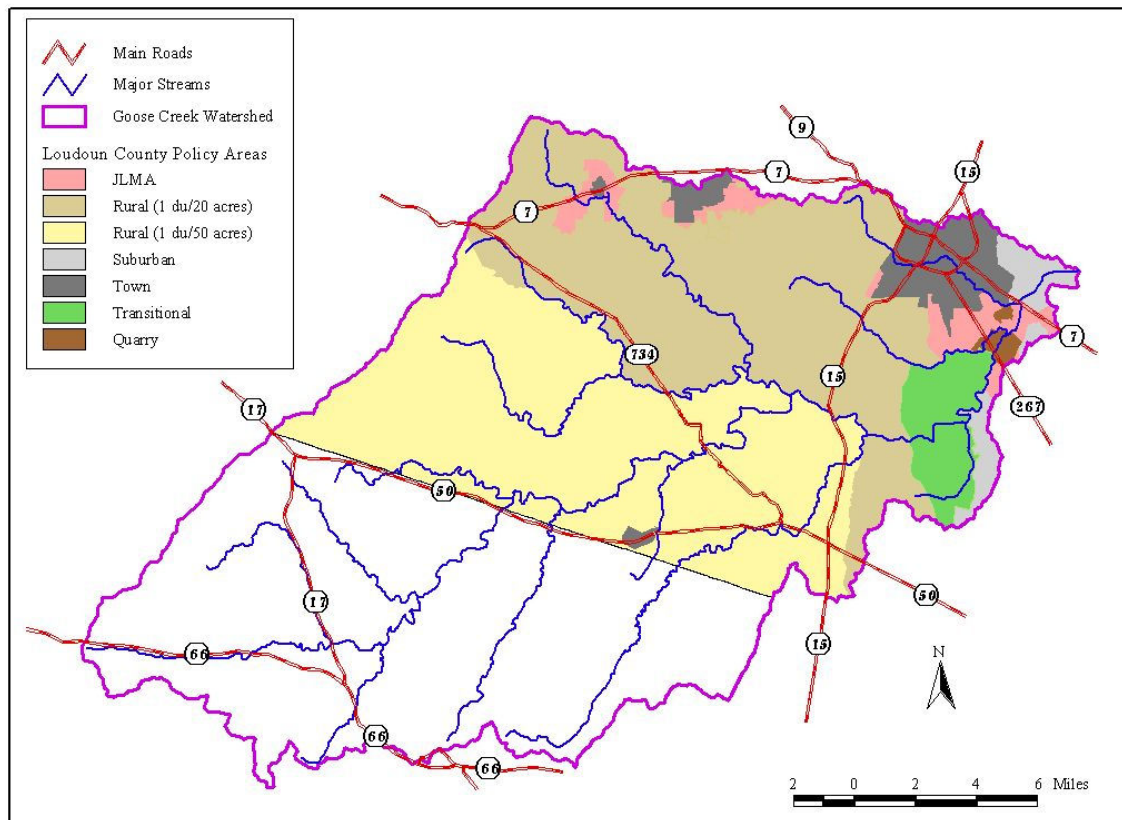 Main Roads
Major Streams
Goose Creek Watershed
Loudoun County Policy Areas
JLMA
Rural (1 du/20 acres)
Rural (1 du/50 acres)
Suburban
Town
Transitional
Quarry
9
7
15
7
734
15
7
267
17
50
17
50
15
66
66
66
N
2 0 2 4 6 Miles